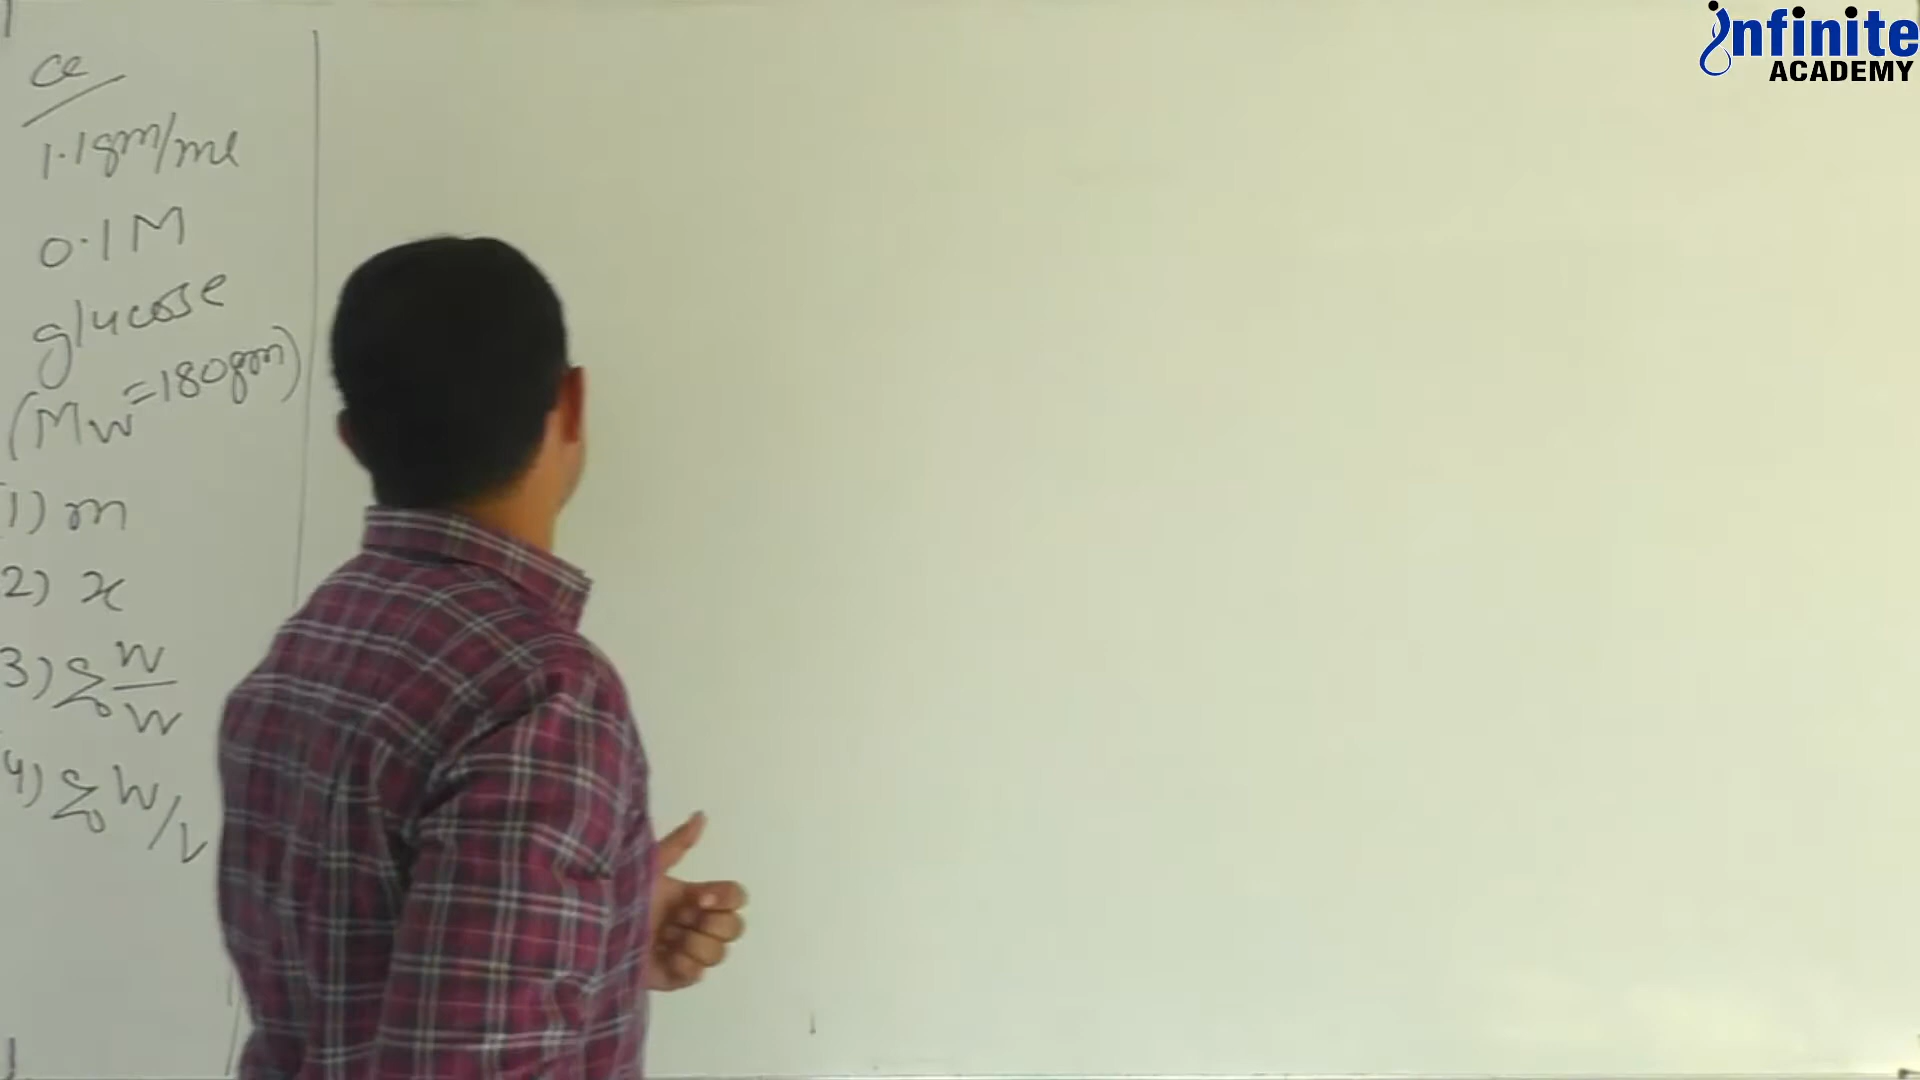 1.1gm/ml
0.1M
glucose
(Mw=180gm)
1) m
2) x
3) % W/W
4) % W/V
infinite
ACADEMY